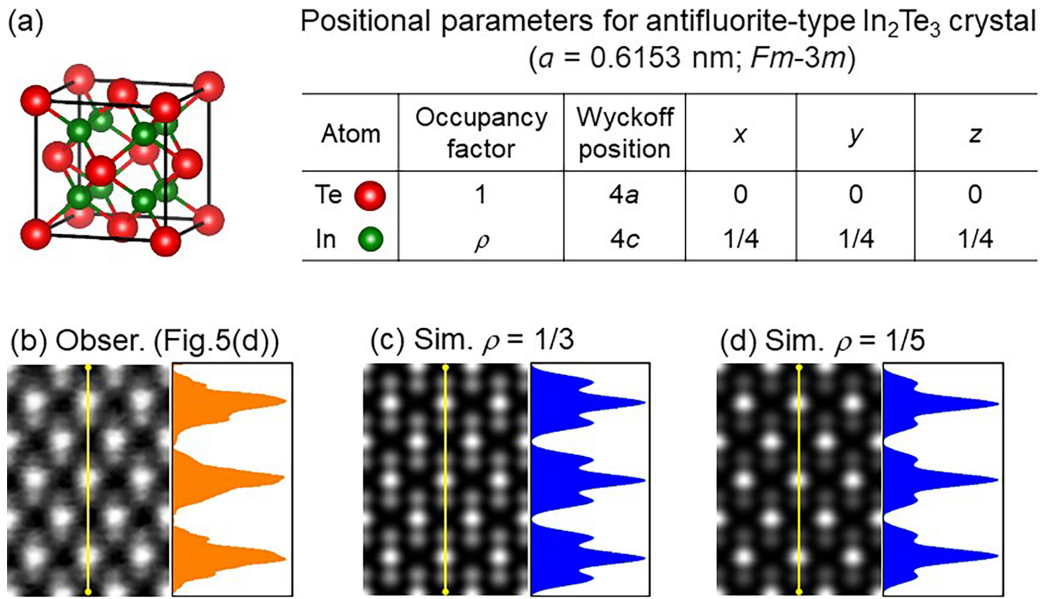 (a)
Positional parameters for antifluorite-type In₂Te₃ crystal
(a = 0.6153 nm; Fm-3m)
Atom Occupancy factor Wyckoff position x y z
Te 1 4a 0 0 0
In ρ 4c 1/4 1/4 1/4
(b) Obser. (Fig.5(d))
(c) Sim. ρ = 1/3
(d) Sim. ρ = 1/5